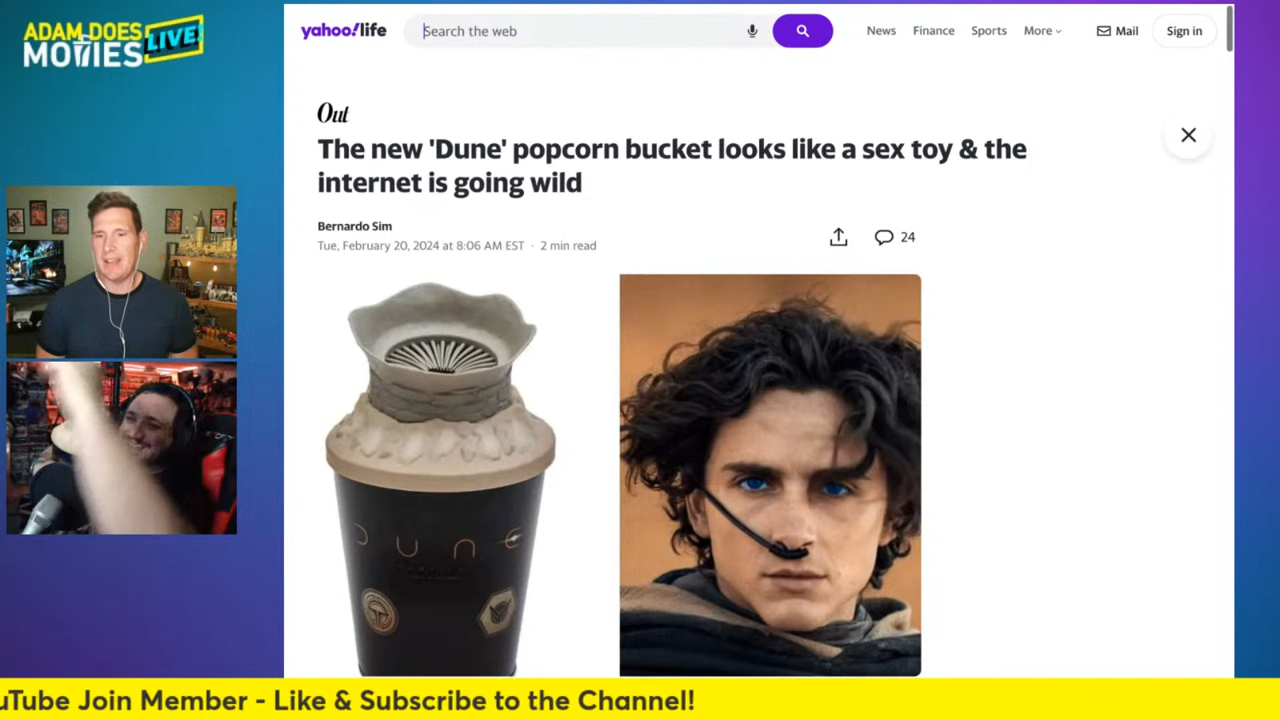 ADAM DOES
MOVIES
LIVE!
yahoo!life
Search the web
News
Finance
Sports
More
Mail
Sign in
Out
The new 'Dune' popcorn bucket looks like a sex toy & the
internet is going wild
Bernardo Sim
Tue, February 20, 2024 at 8:06 AM EST · 2 min read
24
DUNE
uTube Join Member - Like & Subscribe to the Channel!